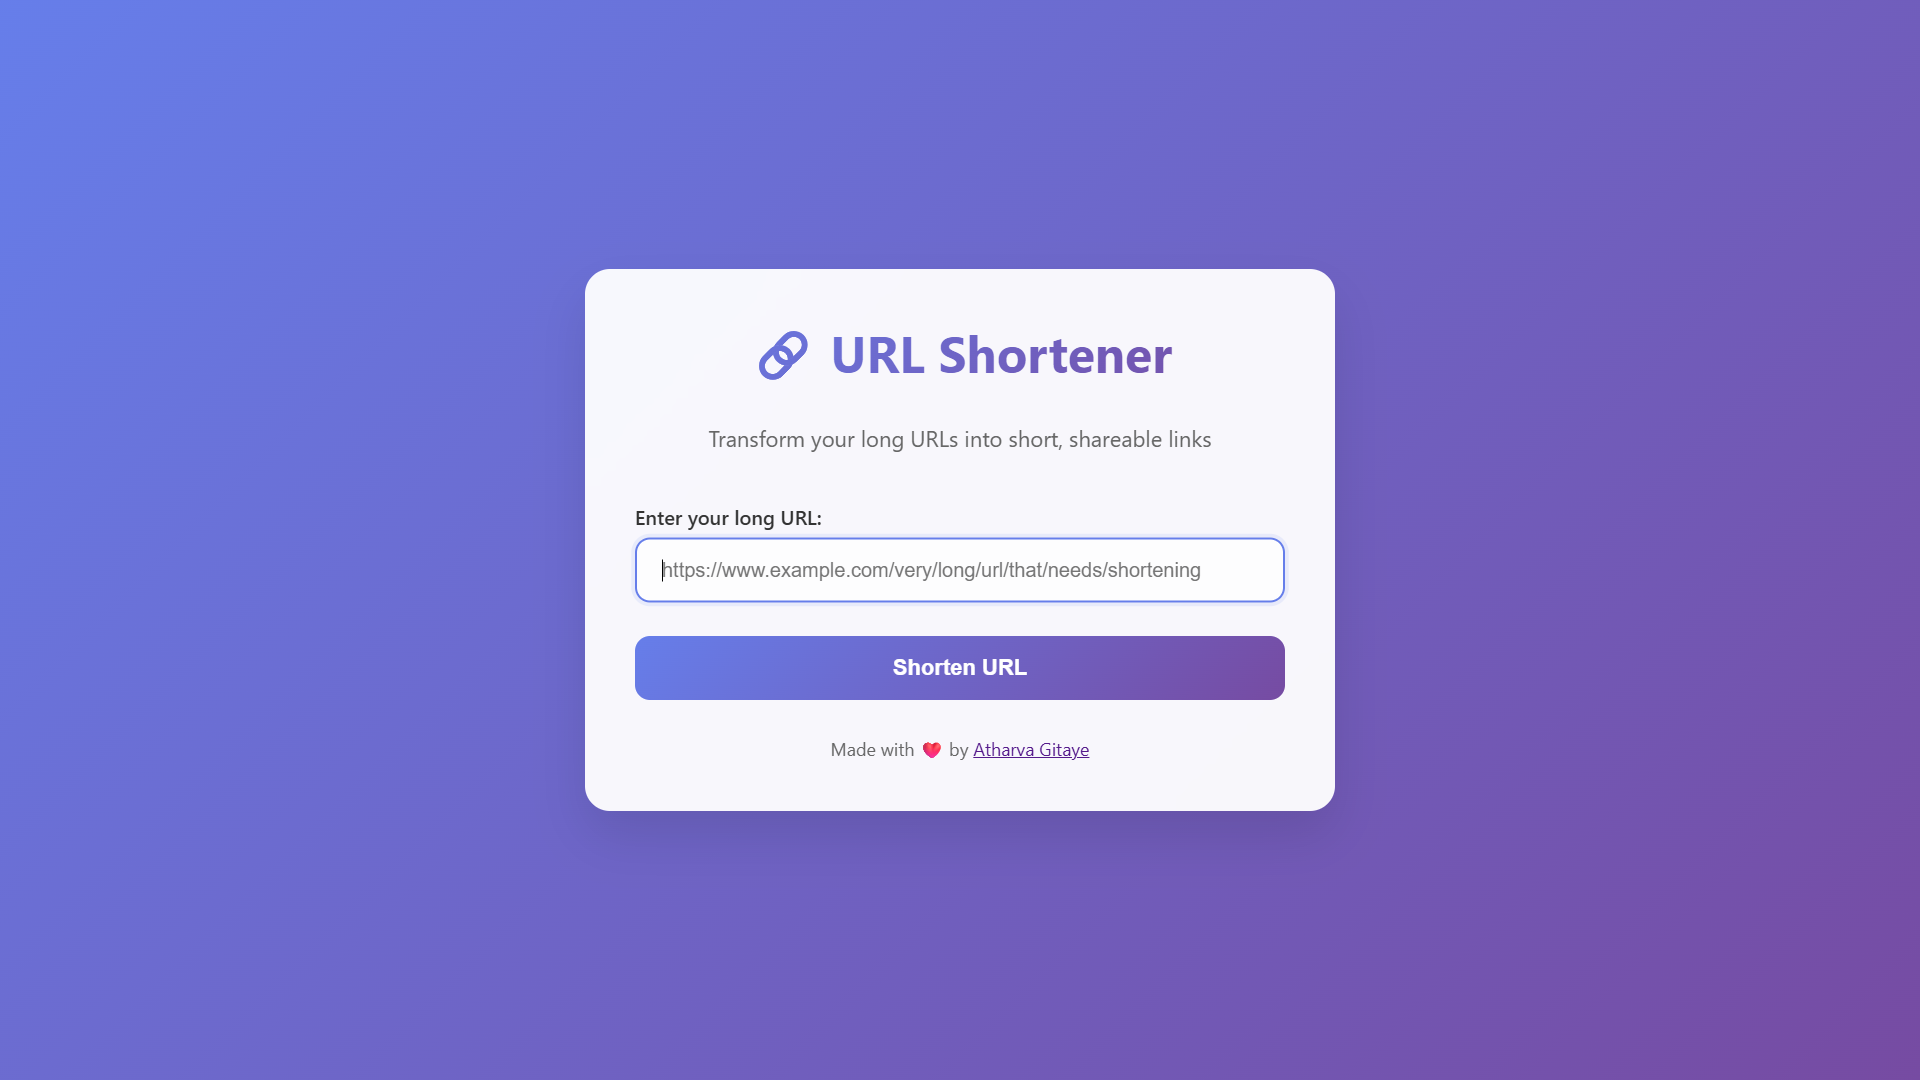 URL Shortener
Transform your long URLs into short, shareable links
Enter your long URL:
https://www.example.com/very/long/url/that/needs/shortening
Shorten URL
Made with ❤️ by Atharva Gitaye